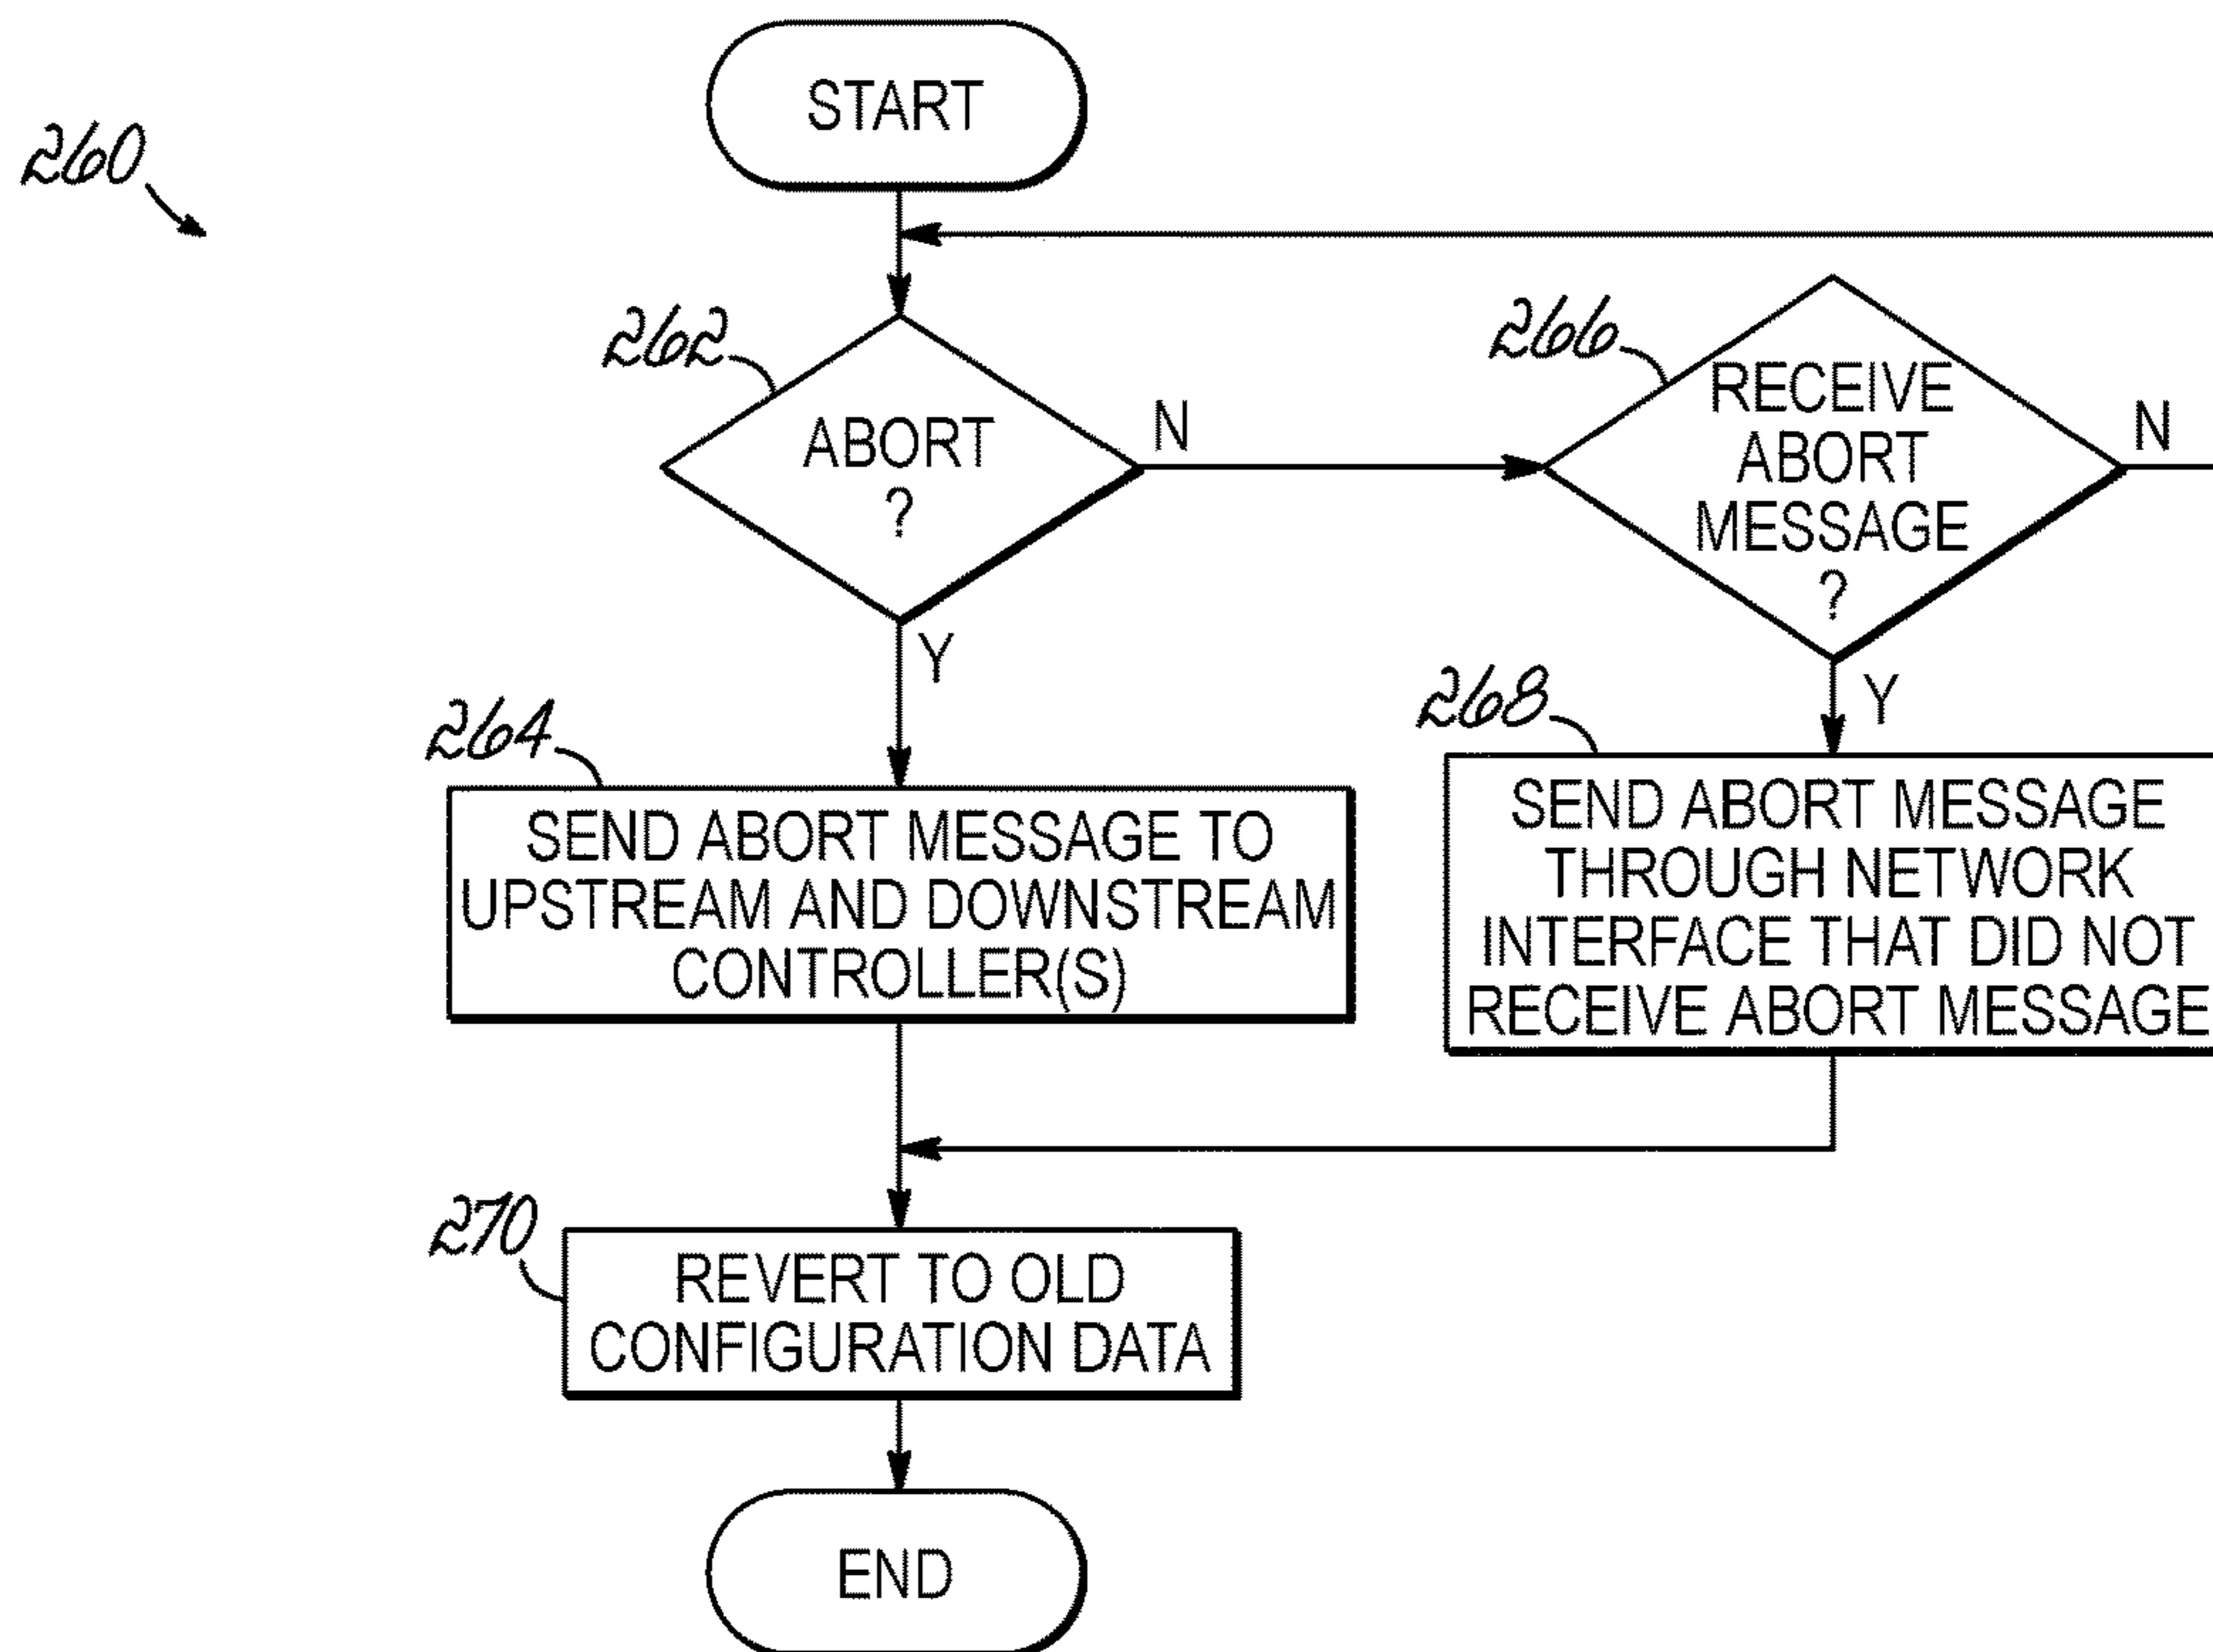 START
260
262
ABORT
?
N
266
RECEIVE
ABORT
MESSAGE
?
N
Y
264
SEND ABORT MESSAGE TO
UPSTREAM AND DOWNSTREAM
CONTROLLER(S)
Y
268
SEND ABORT MESSAGE
THROUGH NETWORK
INTERFACE THAT DID NOT
RECEIVE ABORT MESSAGE
270
REVERT TO OLD
CONFIGURATION DATA
END